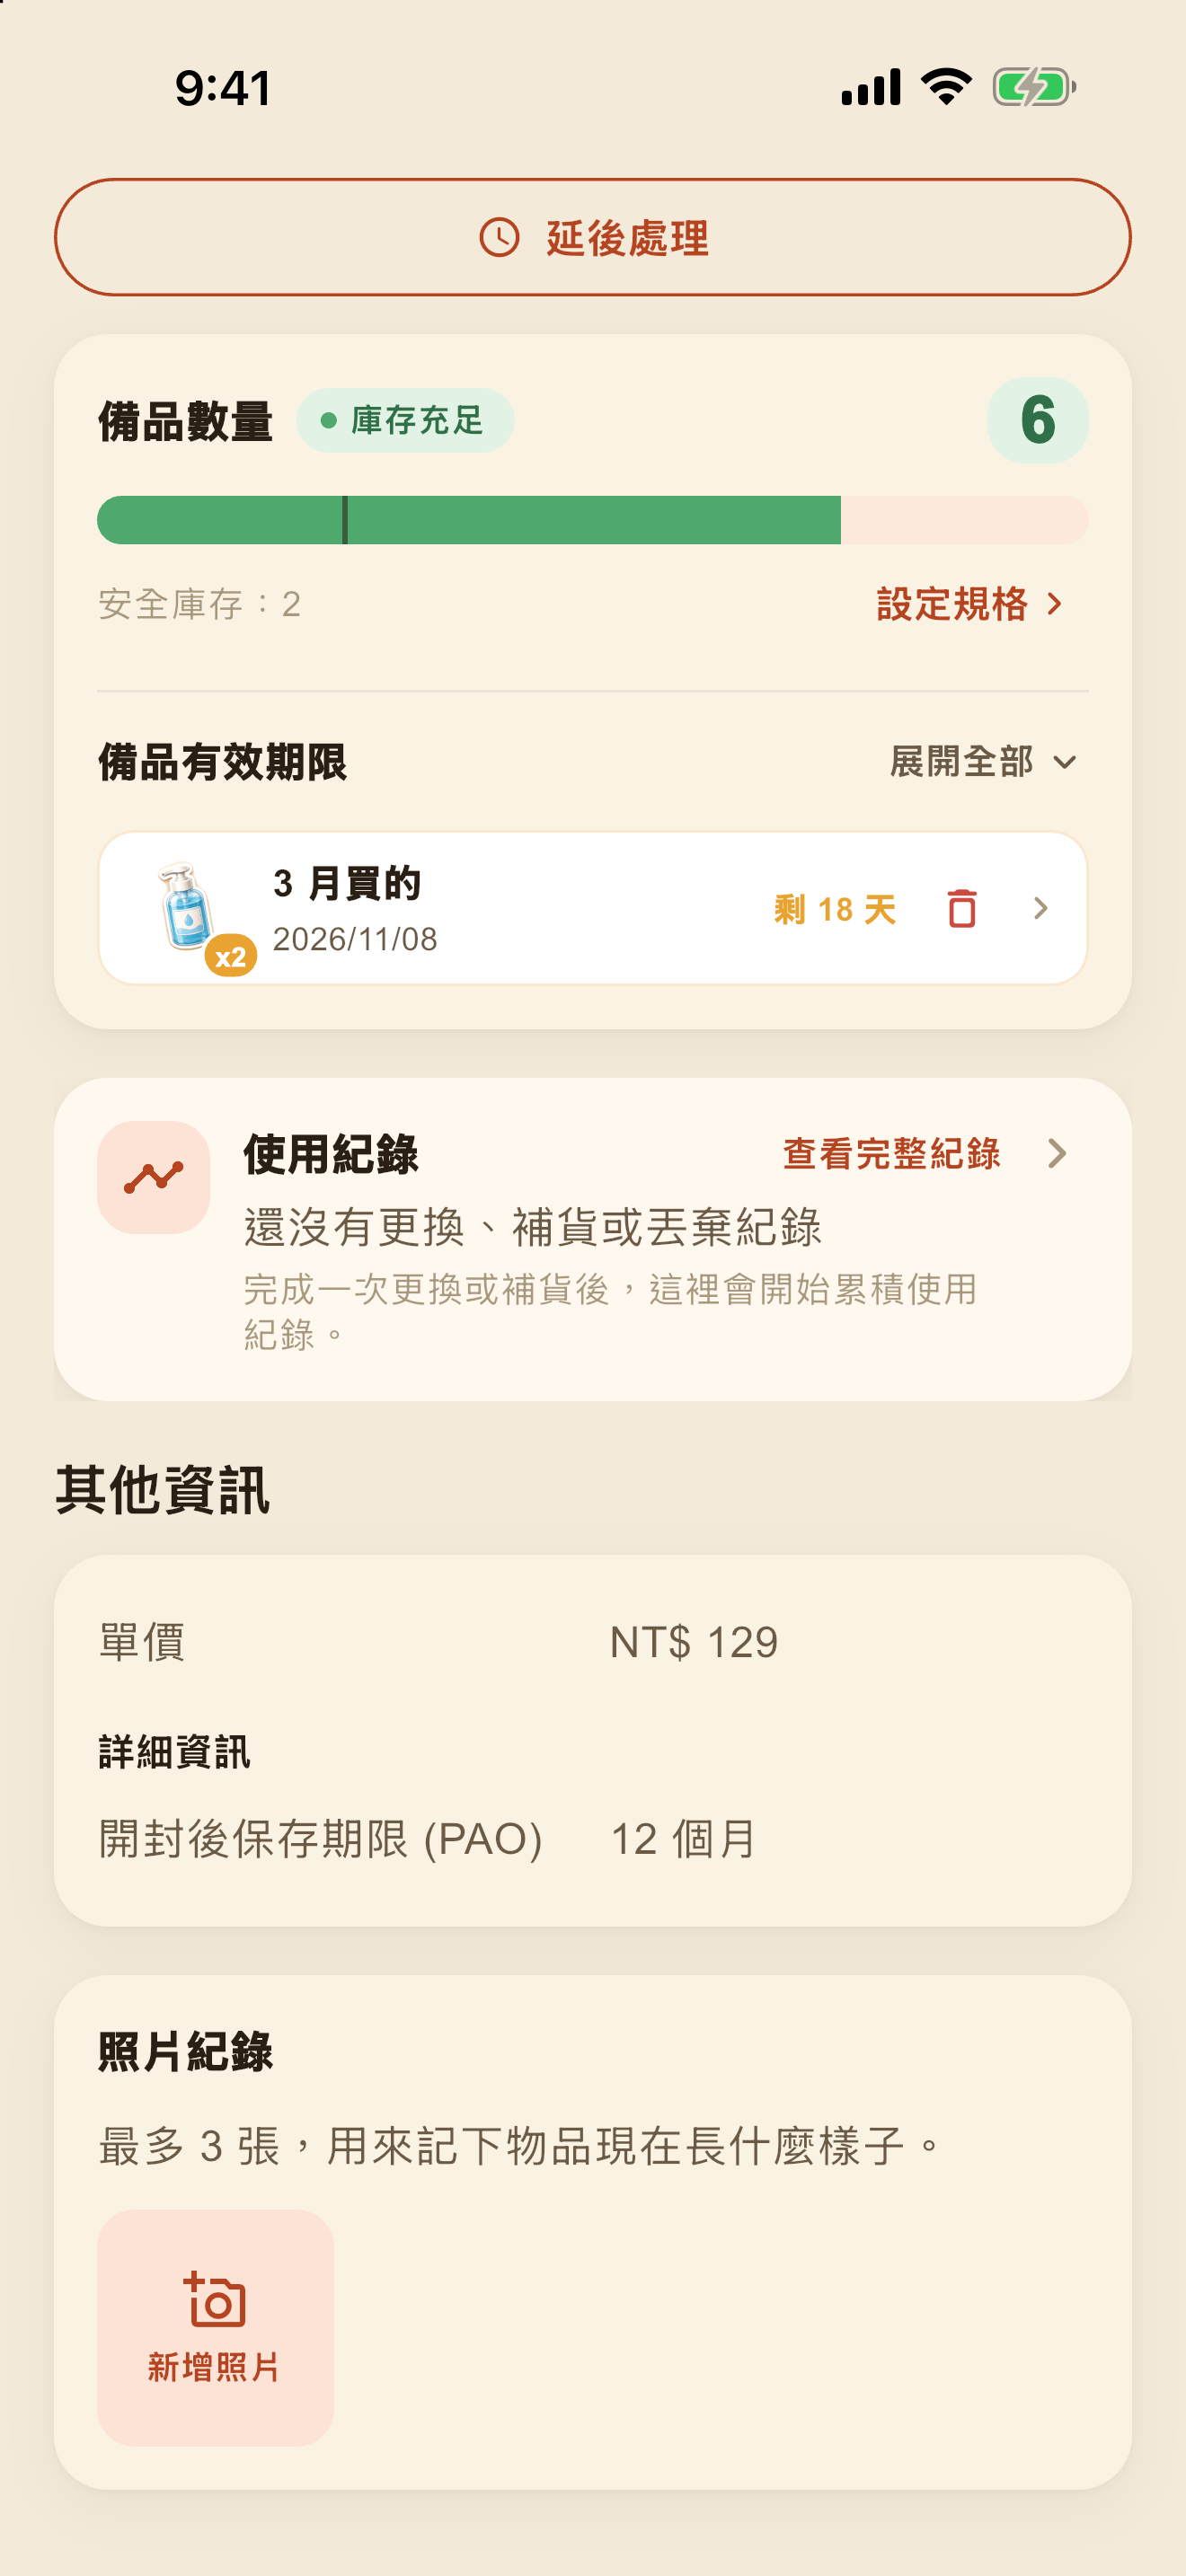 9:41
延後處理
備品數量
庫存充足
6
安全庫存：2
設定規格
備品有效期限
展開全部
3 月買的
2026/11/08
x2
剩 18 天
使用紀錄
查看完整紀錄
還沒有更換、補貨或丟棄紀錄
完成一次更換或補貨後，這裡會開始累積使用
紀錄。
其他資訊
單價
NT$ 129
詳細資訊
開封後保存期限 (PAO)
12 個月
照片紀錄
最多 3 張，用來記下物品現在長什麼樣子。
新增照片